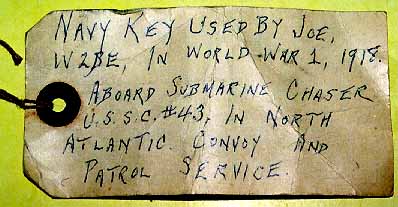 NAVY KEY USED BY JOE,
W2BE, IN WORLD WAR 1, 1918.
ABOARD SUBMARINE CHASER
U.S.S.C. #43, IN NORTH
ATLANTIC CONVOY AND
PATROL SERVICE.